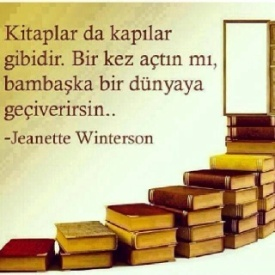 Kitaplar da kapılar
gibidir. Bir kez açtın mı,
bambaşka bir dünyaya
geçiverirsin..
-Jeanette Winterson